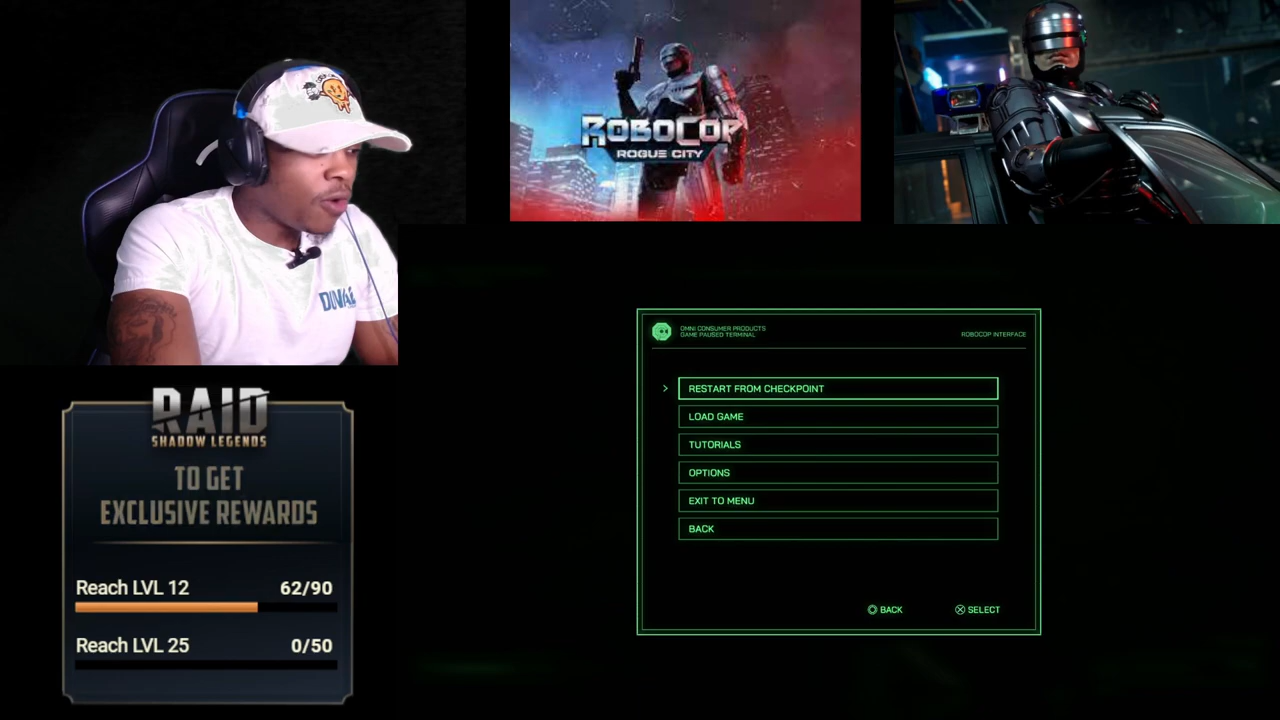 ROBOCOP
ROGUE CITY
DUVAL
OMNI CONSUMER PRODUCTS
GAME PAUSED TERMINAL
ROBOCOP INTERFACE
> RESTART FROM CHECKPOINT
LOAD GAME
TUTORIALS
OPTIONS
EXIT TO MENU
BACK
BACK
SELECT
RAID
SHADOW LEGENDS
TO GET
EXCLUSIVE REWARDS
Reach LVL 12 62/90
Reach LVL 25 0/50